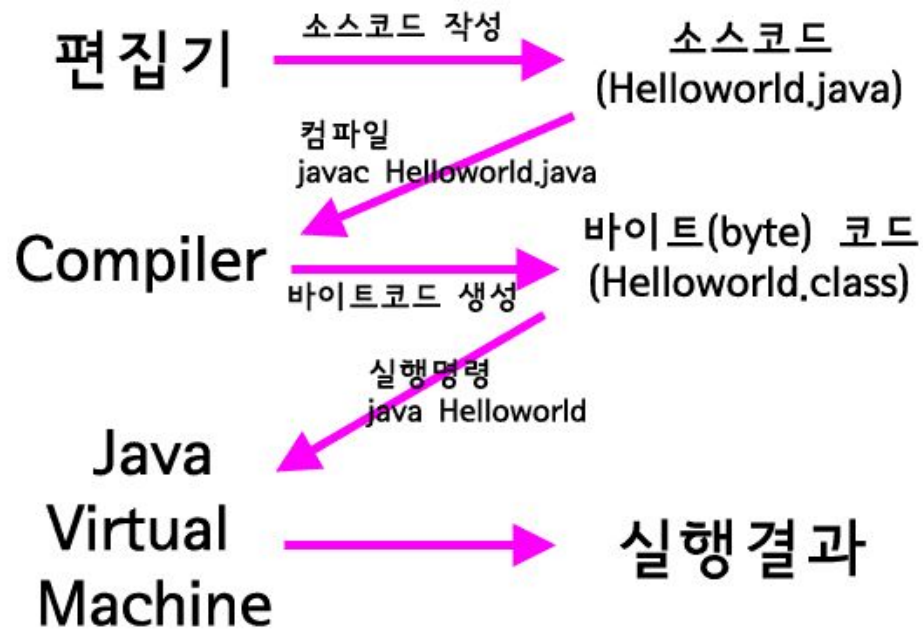 편집기
소스코드 작성
소스코드
(Helloworld.java)
컴파일
javac Helloworld.java
Compiler
바이트코드 생성
바이트(byte) 코드
(Helloworld.class)
실행명령
java Helloworld
Java
Virtual
Machine
실행결과